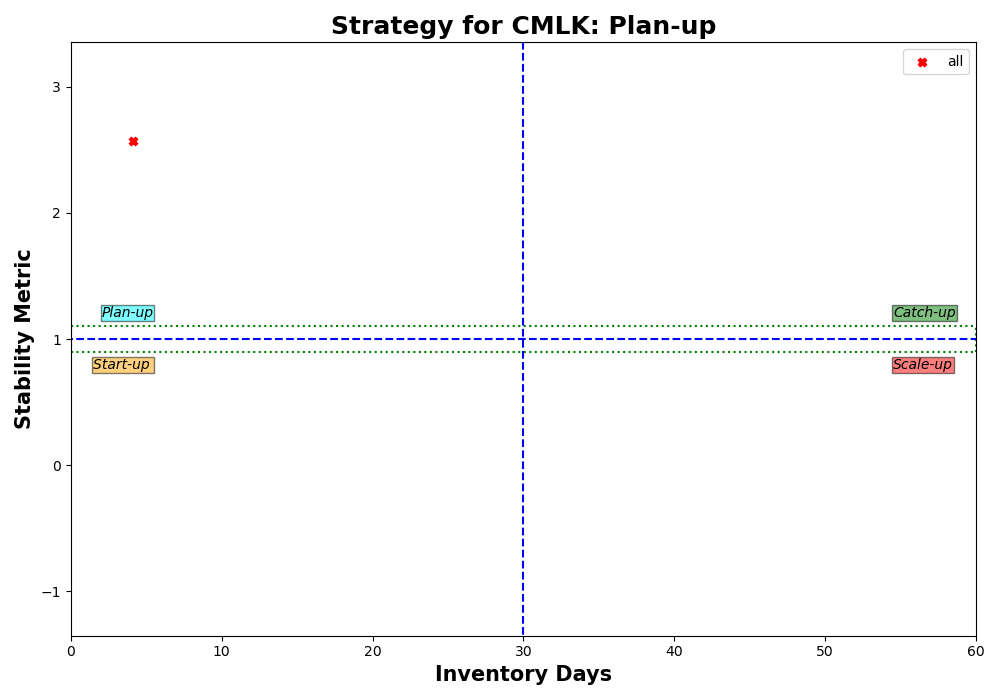 Strategy for CMLK: Plan-up
all
3
2
Plan-up
Catch-up
1
Start-up
Scale-up
0
−1
Stability Metric
0 10 20 30 40 50 60
Inventory Days